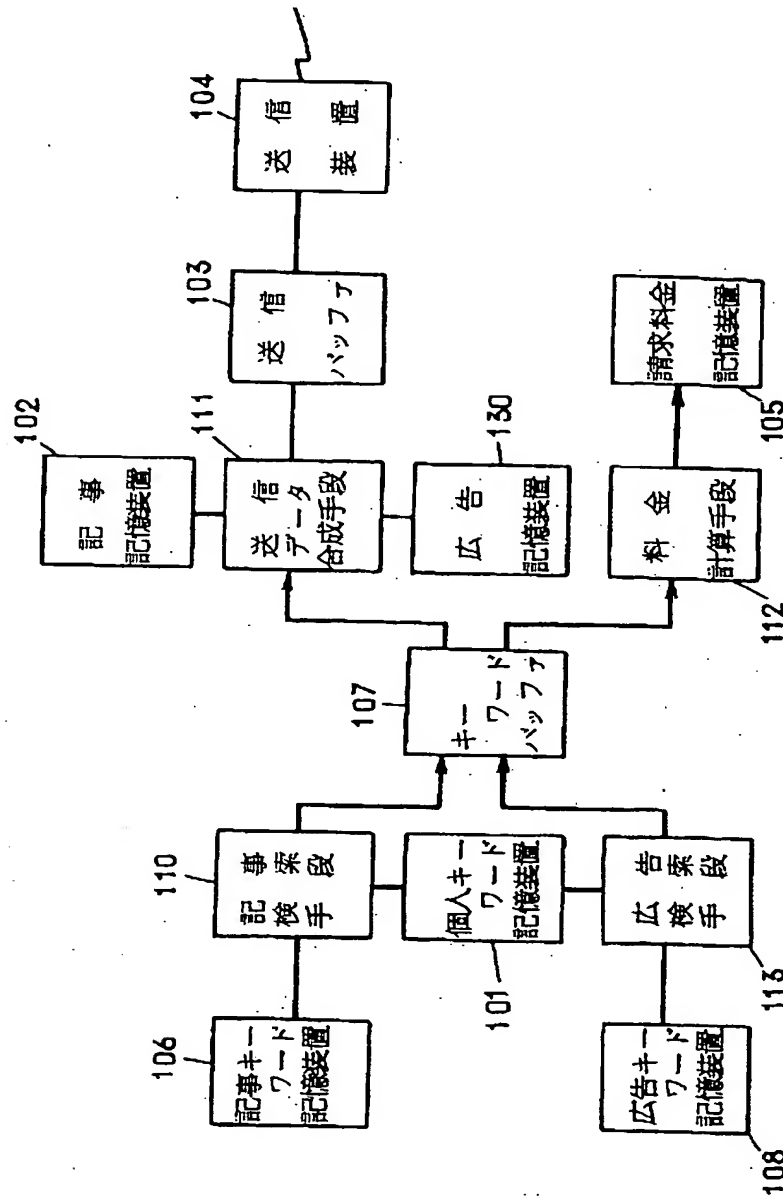 102
記事
記憶装置
111
送信
データ
合成手段
103
送信
バッファ
104
送信
装置
130
広告
記憶装置
107
キー
ワード
バッファ
112
料金
計算手段
105
請求料金
記憶装置
110
記事
検索
手段
106
記事キー
ワード
記憶装置
101
個人キー
ワード
記憶装置
113
広告
検索
手段
108
広告キー
ワード
記憶装置